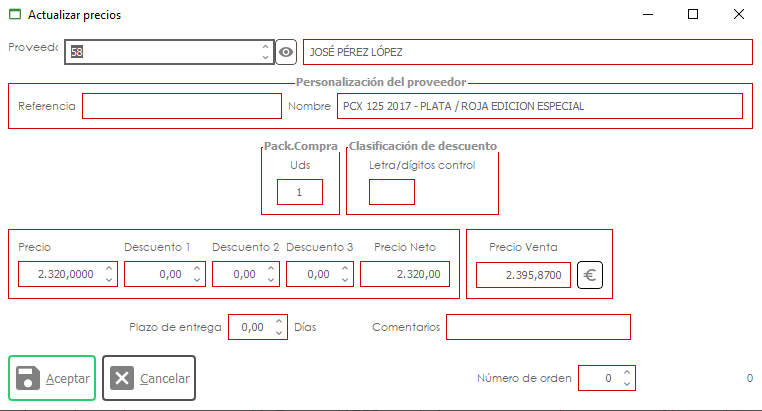 Actualizar precios
Proveedo 58 JOSÉ PÉREZ LÓPEZ
Personalización del proveedor
Referencia Nombre PCX 125 2017 - PLATA / ROJA EDICION ESPECIAL
Pack.Compra Clasificación de descuento
Uds Letra/dígitos control
1
Precio Descuento 1 Descuento 2 Descuento 3 Precio Neto Precio Venta
2.320,0000 0,00 0,00 0,00 2.320,00 2.395,8700 €
Plazo de entrega 0,00 Días Comentarios
Aceptar Cancelar Número de orden 0 0